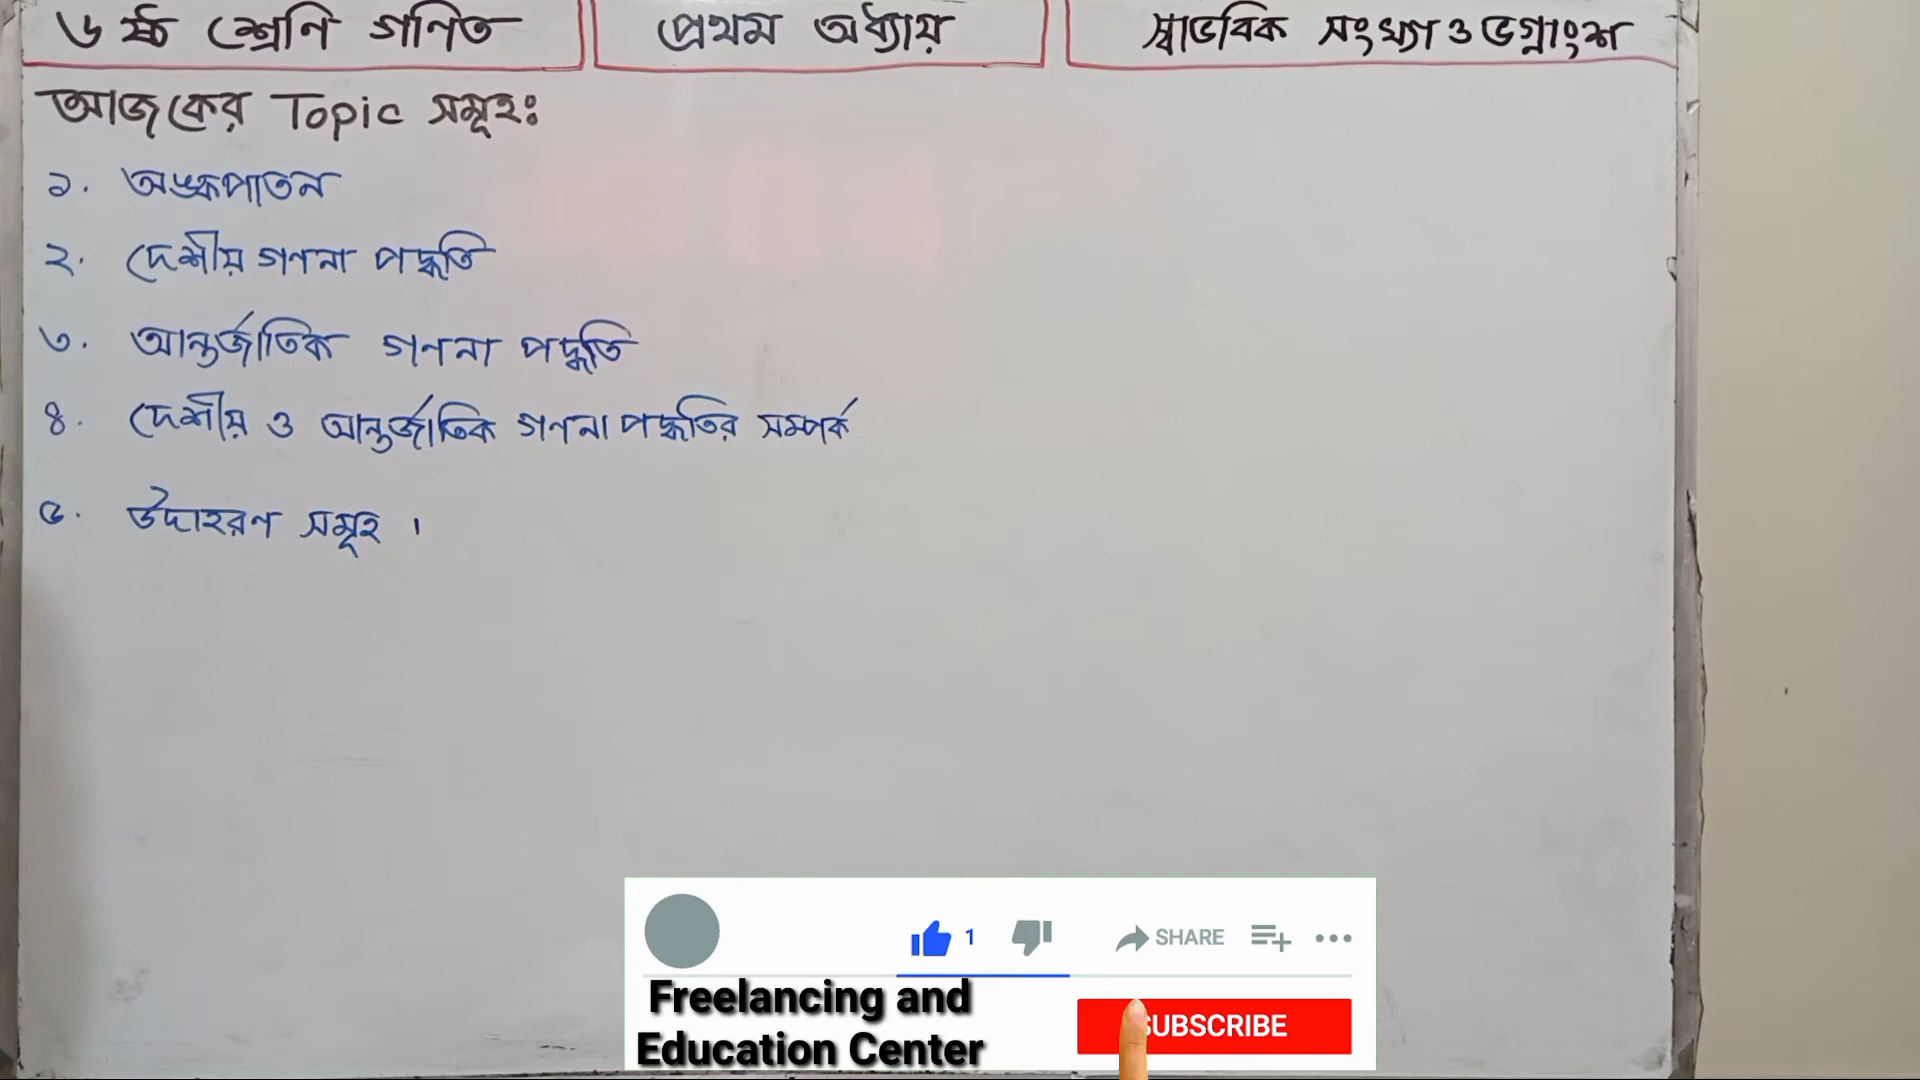 ৬ষ্ঠ শ্রেণি গণিত
প্রথম অধ্যায়
স্বাভবিক সংখ্যা ও ভগ্নাংশ
আজকের Topic সমূহঃ
১. অঙ্কপাতন
২. দেশীয় গণনা পদ্ধতি
৩. আন্তর্জাতিক গণনা পদ্ধতি
৪. দেশীয় ও আন্তর্জাতিক গণনা পদ্ধতির সম্পর্ক
৫. উদাহরণ সমূহ ।
1 SHARE
Freelancing and
Education Center
SUBSCRIBE